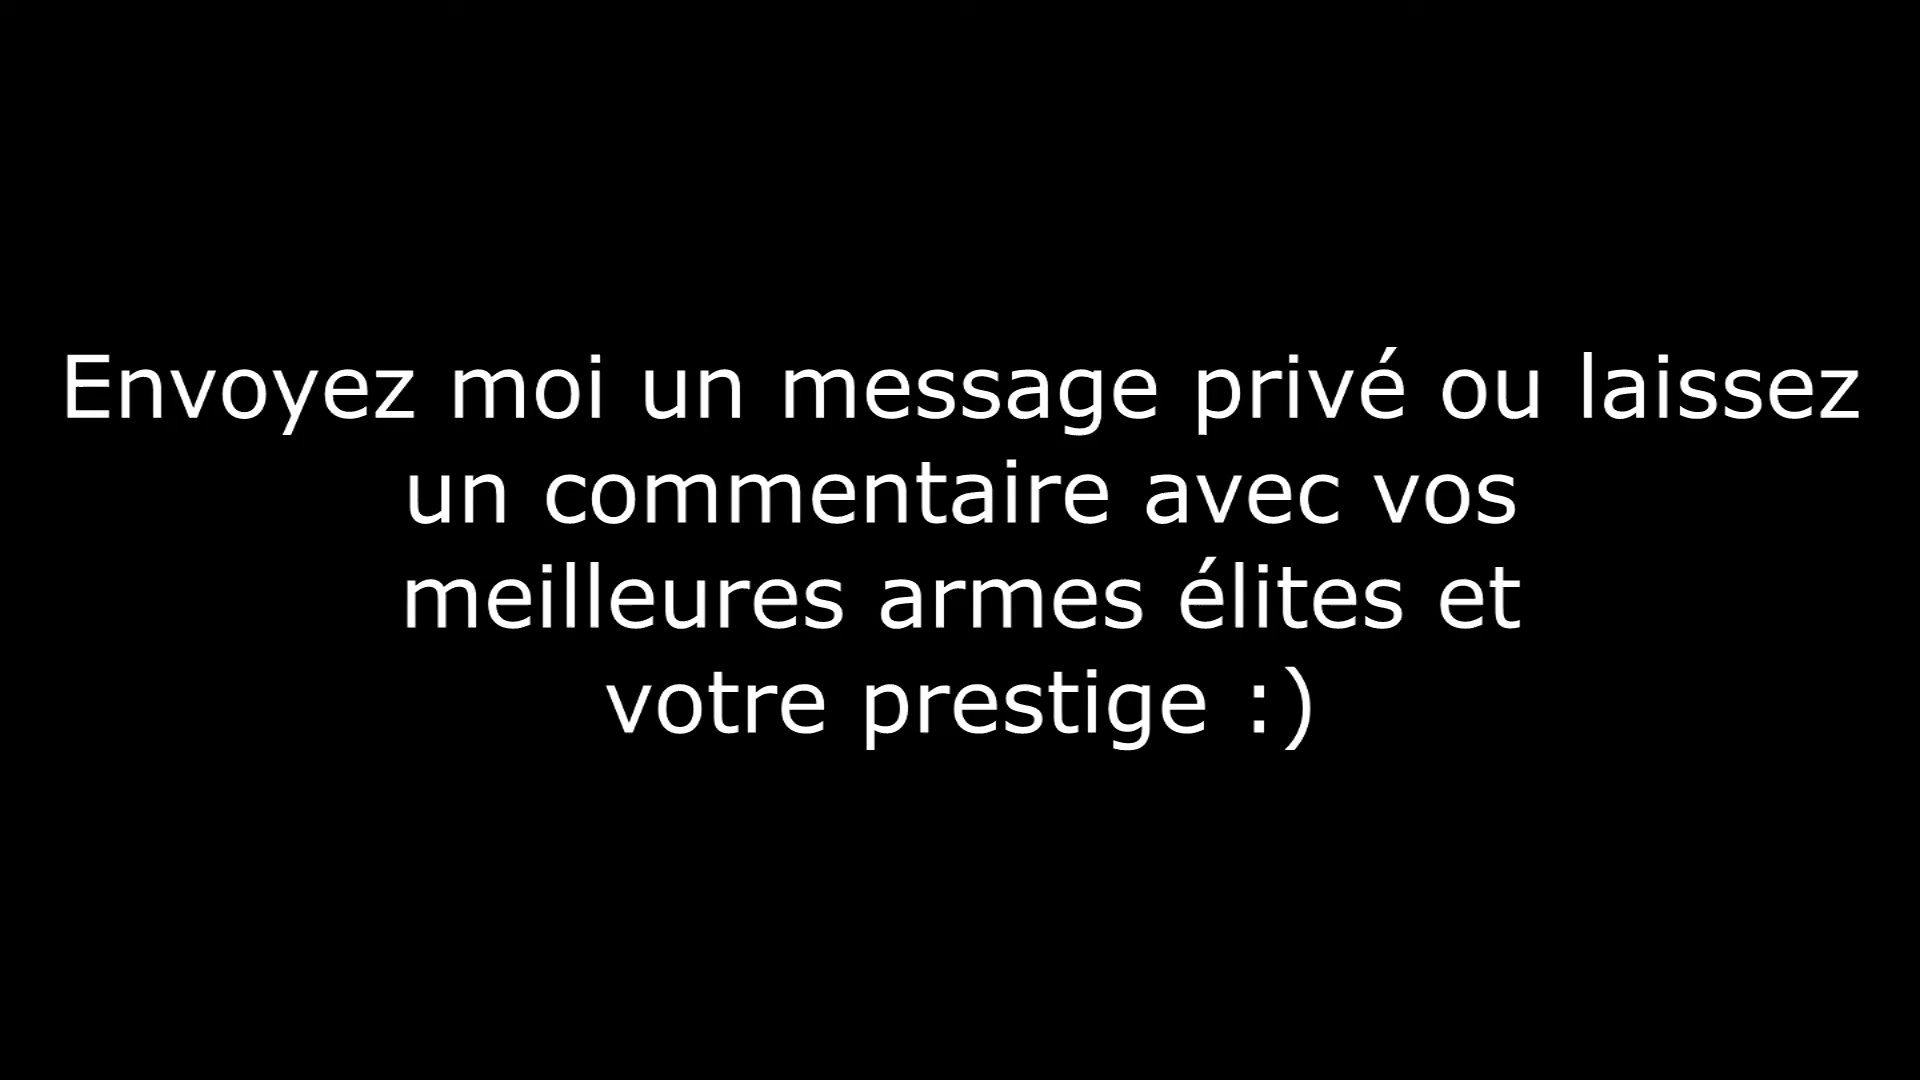 Envoyez moi un message privé ou laissez
un commentaire avec vos
meilleures armes élites et
votre prestige :)